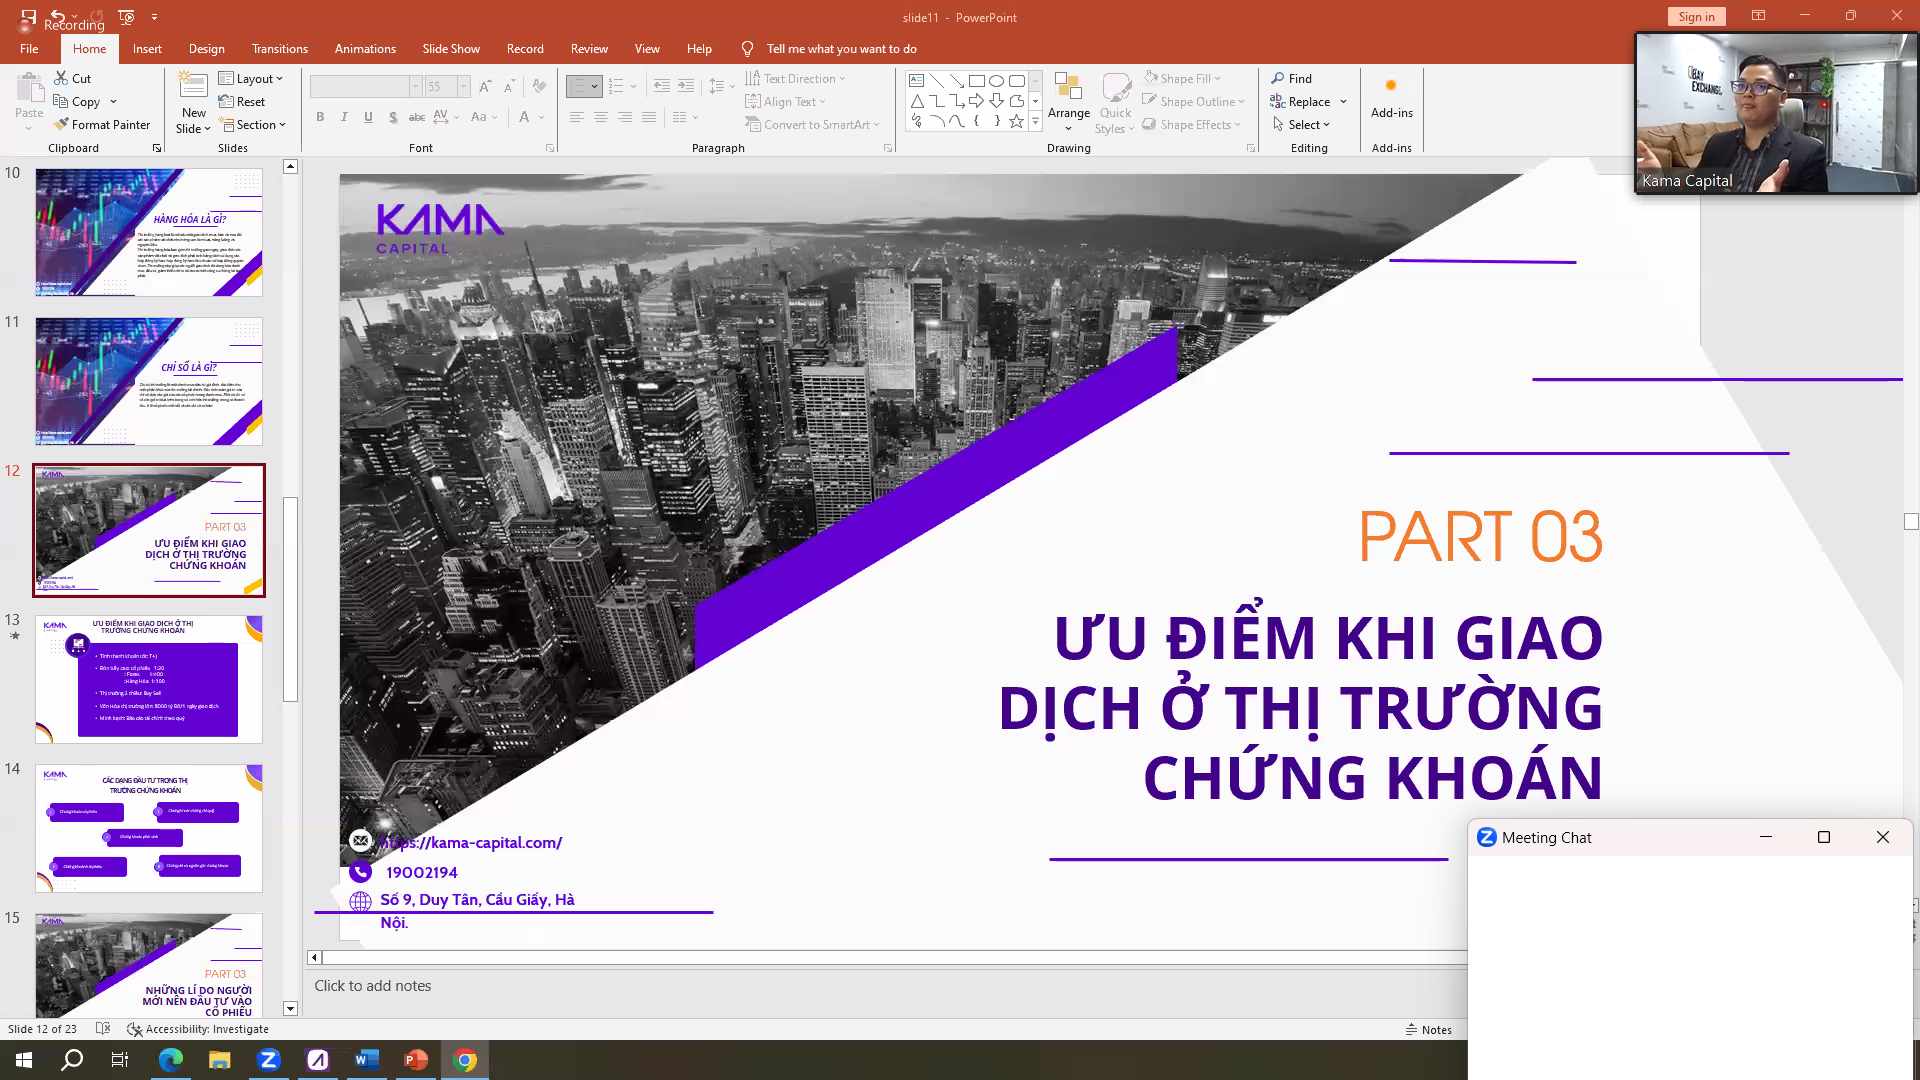 Recording
slide11 - PowerPoint
Sign in
File
Home
Insert
Design
Transitions
Animations
Slide Show
Record
Review
View
Help
Tell me what you want to do
Paste
Cut
Copy
Format Painter
Clipboard
New
Slide
Layout
Reset
Section
Slides
55
B I U S abc AV Aa A
Font
Text Direction
Align Text
Convert to SmartArt
Paragraph
Arrange
Quick
Styles
Shape Fill
Shape Outline
Shape Effects
Drawing
Find
Replace
Select
Editing
Add-ins
Add-ins
BAY
EXCHANGE
Kama Capital
10
HÀNG HÓA LÀ GÌ?
11
CHỈ SỐ LÀ GÌ?
12
KAMA
PART 03
ƯU ĐIỂM KHI GIAO
DỊCH Ở THỊ TRƯỜNG
CHỨNG KHOÁN
13
KAMA
ƯU ĐIỂM KHI GIAO DỊCH Ở THỊ
TRƯỜNG CHỨNG KHOÁN
14
KAMA
CÁC DẠNG ĐẦU TƯ TRONG THỊ
TRƯỜNG CHỨNG KHOÁN
15
KAMA
PART 03
NHỮNG LÍ DO NGƯỜI
MỚI NÊN ĐẦU TƯ VÀO
CỔ PHIẾU
KAMA
CAPITAL
PART 03
ƯU ĐIỂM KHI GIAO
DỊCH Ở THỊ TRƯỜNG
CHỨNG KHOÁN
https://kama-capital.com/
19002194
Số 9, Duy Tân, Cầu Giấy, Hà
Nội.
Meeting Chat
Click to add notes
Slide 12 of 23
Accessibility: Investigate
Notes